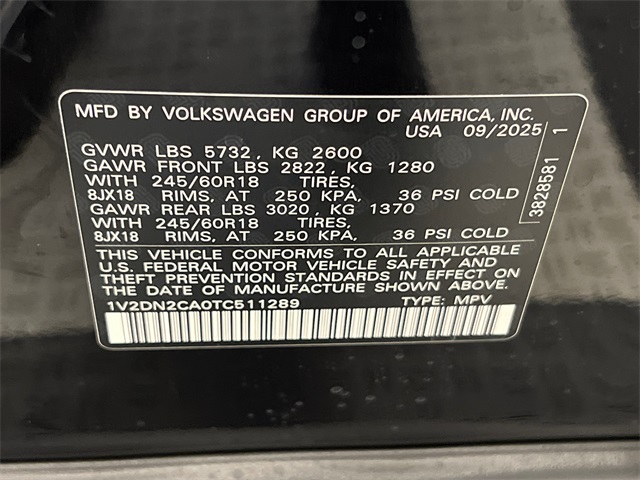 MFD BY VOLKSWAGEN GROUP OF AMERICA, INC.
USA 09/2025
GVWR LBS 5732, KG 2600
GAWR FRONT LBS 2822, KG 1280
WITH 245/60R18 TIRES,
8JX18 RIMS, AT 250 KPA, 36 PSI COLD
GAWR REAR LBS 3020, KG 1370
WITH 245/60R18 TIRES,
8JX18 RIMS, AT 250 KPA, 36 PSI COLD
THIS VEHICLE CONFORMS TO ALL APPLICABLE
U.S. FEDERAL MOTOR VEHICLE SAFETY AND
THEFT PREVENTION STANDARDS IN EFFECT
ON THE DATE OF MANUFACTURE SHOWN ABOVE.
1V2DN2CA0TC511289 TYPE: MPV
3828581 1